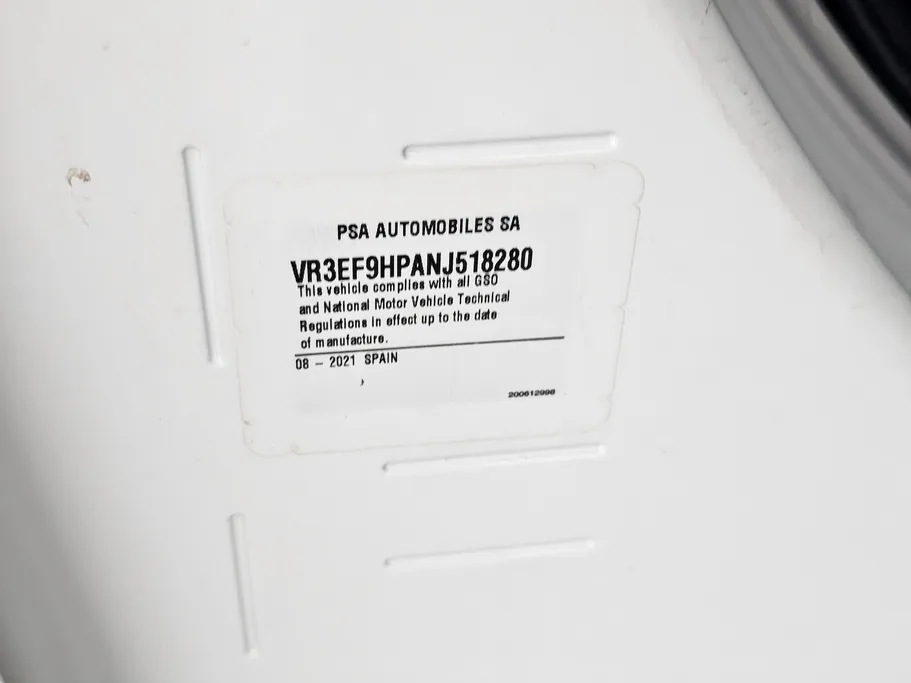 PSA AUTOMOBILES SA
VR3EF9HPANJ518280
This vehicle complies with all GSO
and National Motor Vehicle Technical
Regulations in effect up to the date
of manufacture.
08 - 2021 SPAIN
200612998